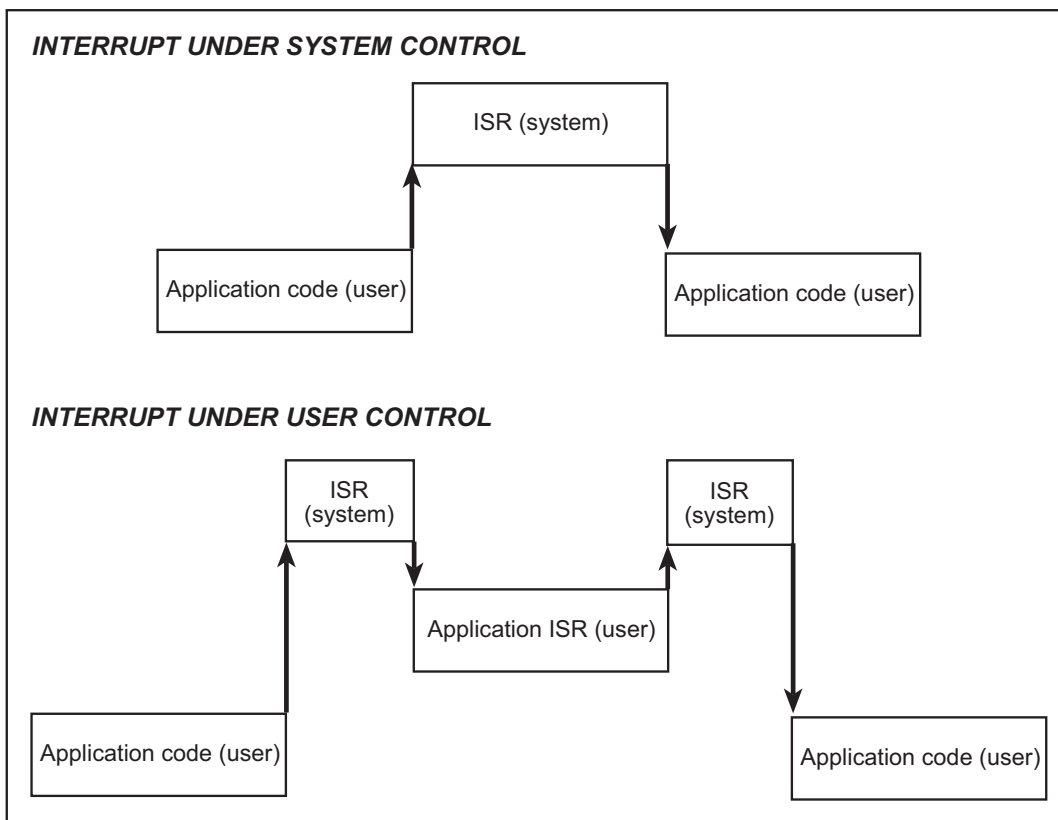 INTERRUPT UNDER SYSTEM CONTROL
ISR (system)
Application code (user)
Application code (user)
INTERRUPT UNDER USER CONTROL
ISR
(system)
ISR
(system)
Application ISR (user)
Application code (user)
Application code (user)